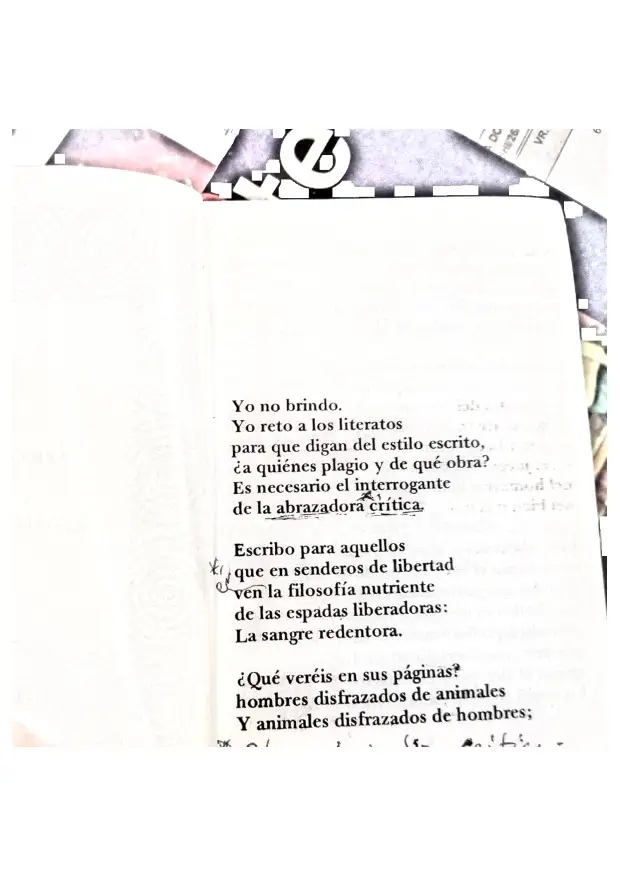 e
DC
VR.
Yo no brindo.
Yo reto a los literatos
para que digan del estilo escrito,
¿a quiénes plagio y de qué obra?
Es necesario el interrogante
de la abrazadora crítica.
Escribo para aquellos
que en senderos de libertad
ven la filosofía nutriente
de las espadas liberadoras:
La sangre redentora.
¿Qué veréis en sus páginas?
hombres disfrazados de animales
Y animales disfrazados de hombres;